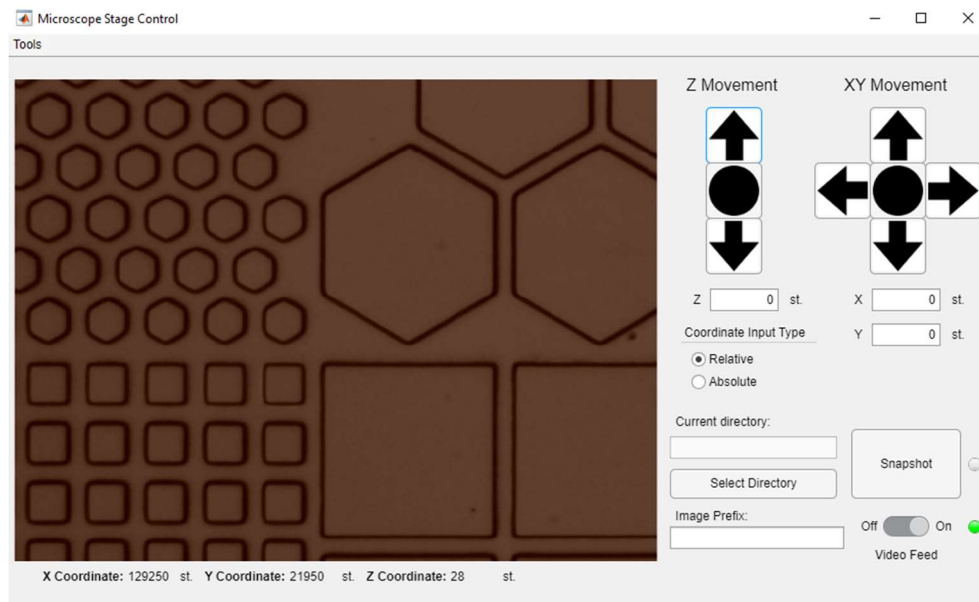 Microscope Stage Control
Tools
Z Movement
XY Movement
Z 0 st.
X 0 st.
Coordinate Input Type
Y 0 st.
Relative
Absolute
Current directory:
Snapshot
Select Directory
Image Prefix:
Off On
Video Feed
X Coordinate: 129250 st. Y Coordinate: 21950 st. Z Coordinate: 28 st.